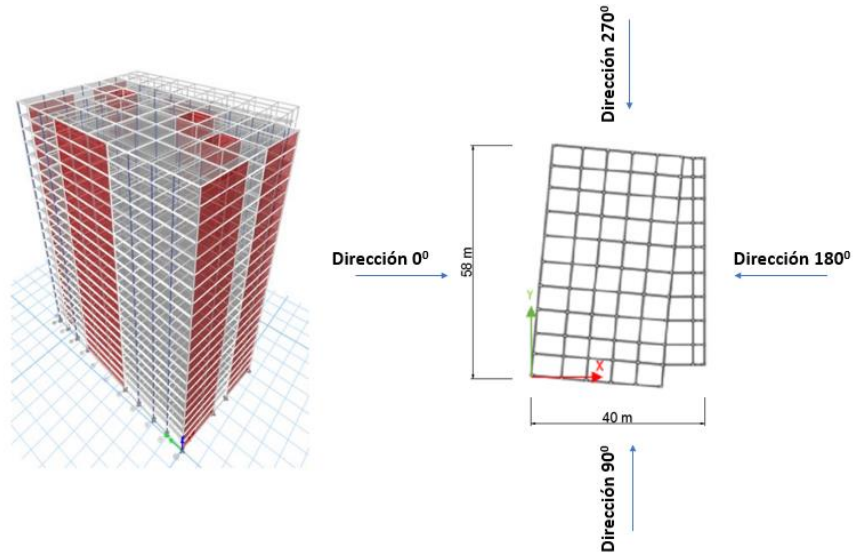 Dirección 270⁰
Dirección 0⁰
58 m
Dirección 180⁰
Y
X
40 m
Dirección 90⁰